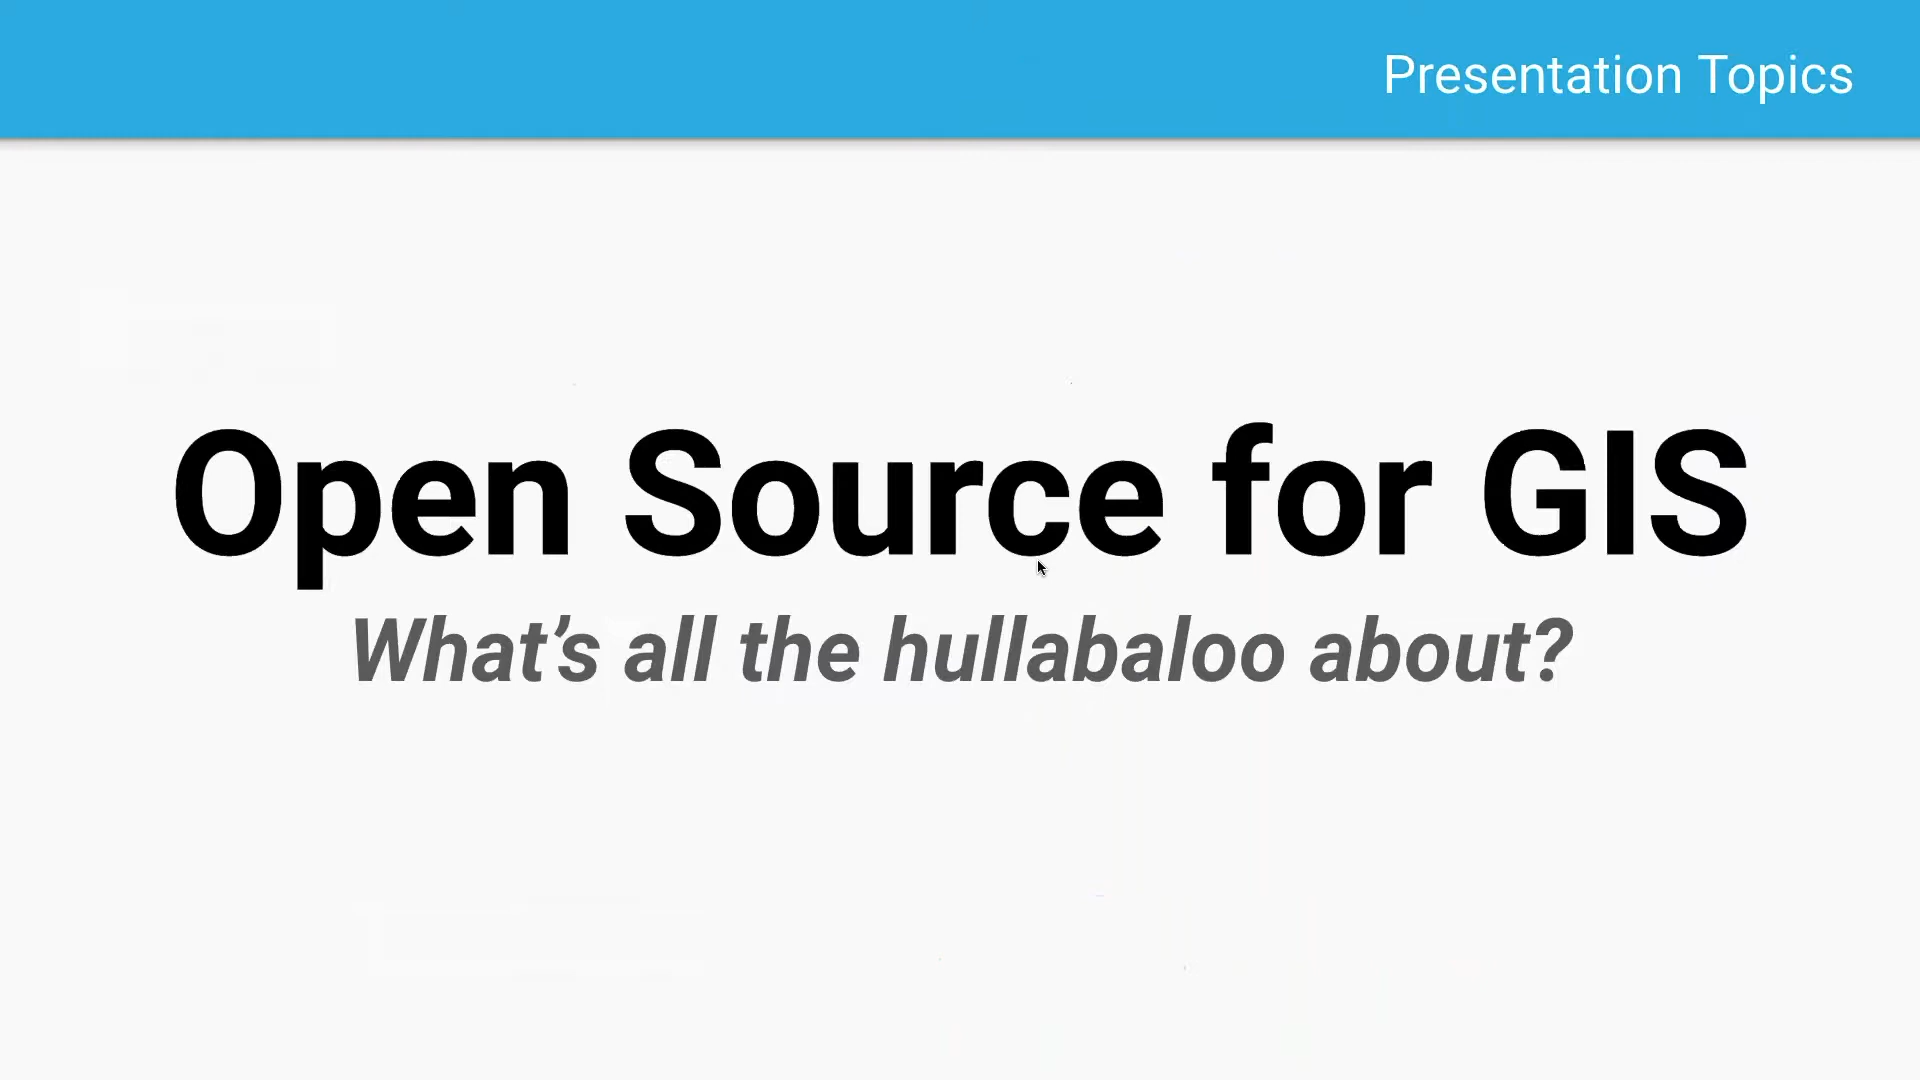 Presentation Topics
Open Source for GIS
What’s all the hullabaloo about?